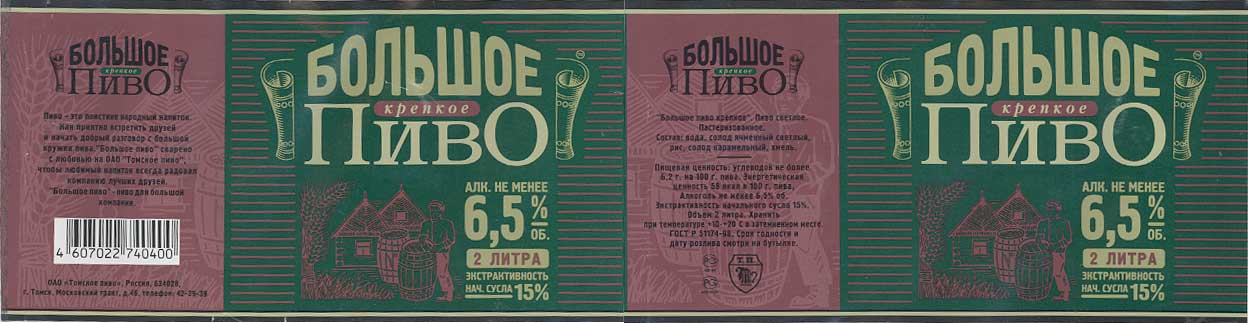 БОЛЬШОЕ
крепкое
ПИВО
Пиво - это поистине народный напиток.
Как приятно встретить друзей
и начать добрый разговор с большой
кружки пива. "Большое пиво" сварено
с любовью на ОАО "Томское пиво",
чтобы любимый напиток всегда радовал
компанию лучших друзей.
"Большое пиво" - пиво для большой
компании.
4 607022 740400
ОАО «Томское пиво», Россия, 634028,
г. Томск, Московский тракт, д.46, телефон: 42-39-39
БОЛЬШОЕ
TM
крепкое
ПИВО
АЛК. НЕ МЕНЕЕ
6,5 %
ОБ.
2 ЛИТРА
ЭКСТРАКТИВНОСТЬ
НАЧ. СУСЛА 15%
БОЛЬШОЕ
крепкое
ПИВО
"Большое пиво крепкое". Пиво светлое.
Пастеризованное.
Состав: вода, солод ячменный светлый,
рис, солод карамельный, хмель.
Пищевая ценность: углеводов не более
6,2 г. на 100 г. пива. Энергетическая
ценность 58 ккал в 100 г. пива.
Алкоголь не менее 6,5% об.
Экстрактивность начального сусла 15%.
Объем 2 литра. Хранить
при температуре +10-+20 С в затемненном месте.
ГОСТ Р 51174-98. Срок годности и
дату розлива смотри на бутылке.
Т.П.
БОЛЬШОЕ
TM
крепкое
ПИВО
АЛК. НЕ МЕНЕЕ
6,5 %
ОБ.
2 ЛИТРА
ЭКСТРАКТИВНОСТЬ
НАЧ. СУСЛА 15%